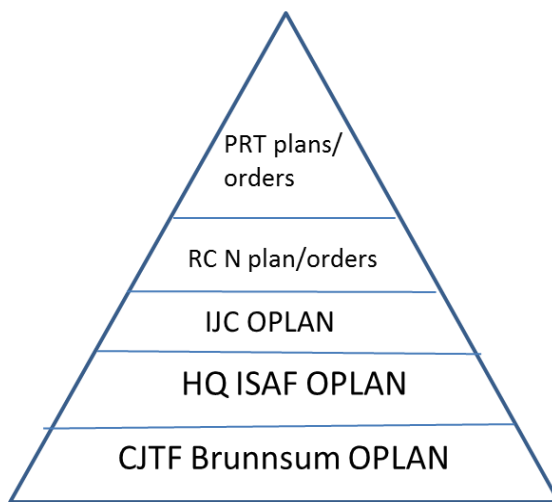 PRT plans/
orders
RC N plan/orders
IJC OPLAN
HQ ISAF OPLAN
CJTF Brunnsum OPLAN